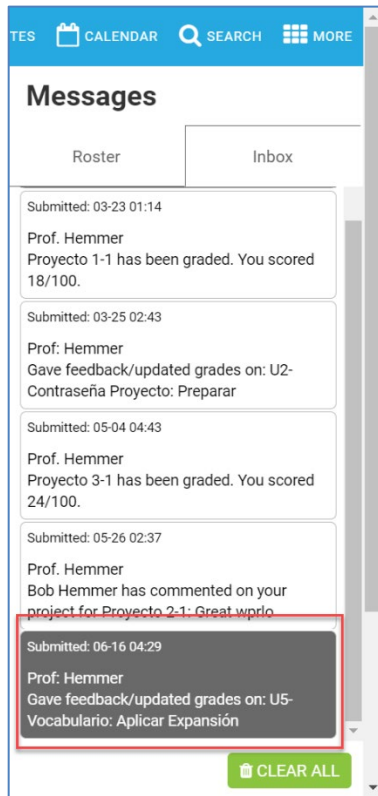 TES CALENDAR SEARCH MORE
Messages
Roster Inbox
Submitted: 03-23 01:14
Prof. Hemmer
Proyecto 1-1 has been graded. You scored
18/100.
Submitted: 03-25 02:43
Prof: Hemmer
Gave feedback/updated grades on: U2-
Contraseña Proyecto: Preparar
Submitted: 05-04 04:43
Prof. Hemmer
Proyecto 3-1 has been graded. You scored
24/100.
Submitted: 05-26 02:37
Prof. Hemmer
Bob Hemmer has commented on your
project for Proyecto 2-1: Great wprlo
Submitted: 06-16 04:29
Prof: Hemmer
Gave feedback/updated grades on: U5-
Vocabulario: Aplicar Expansión
CLEAR ALL